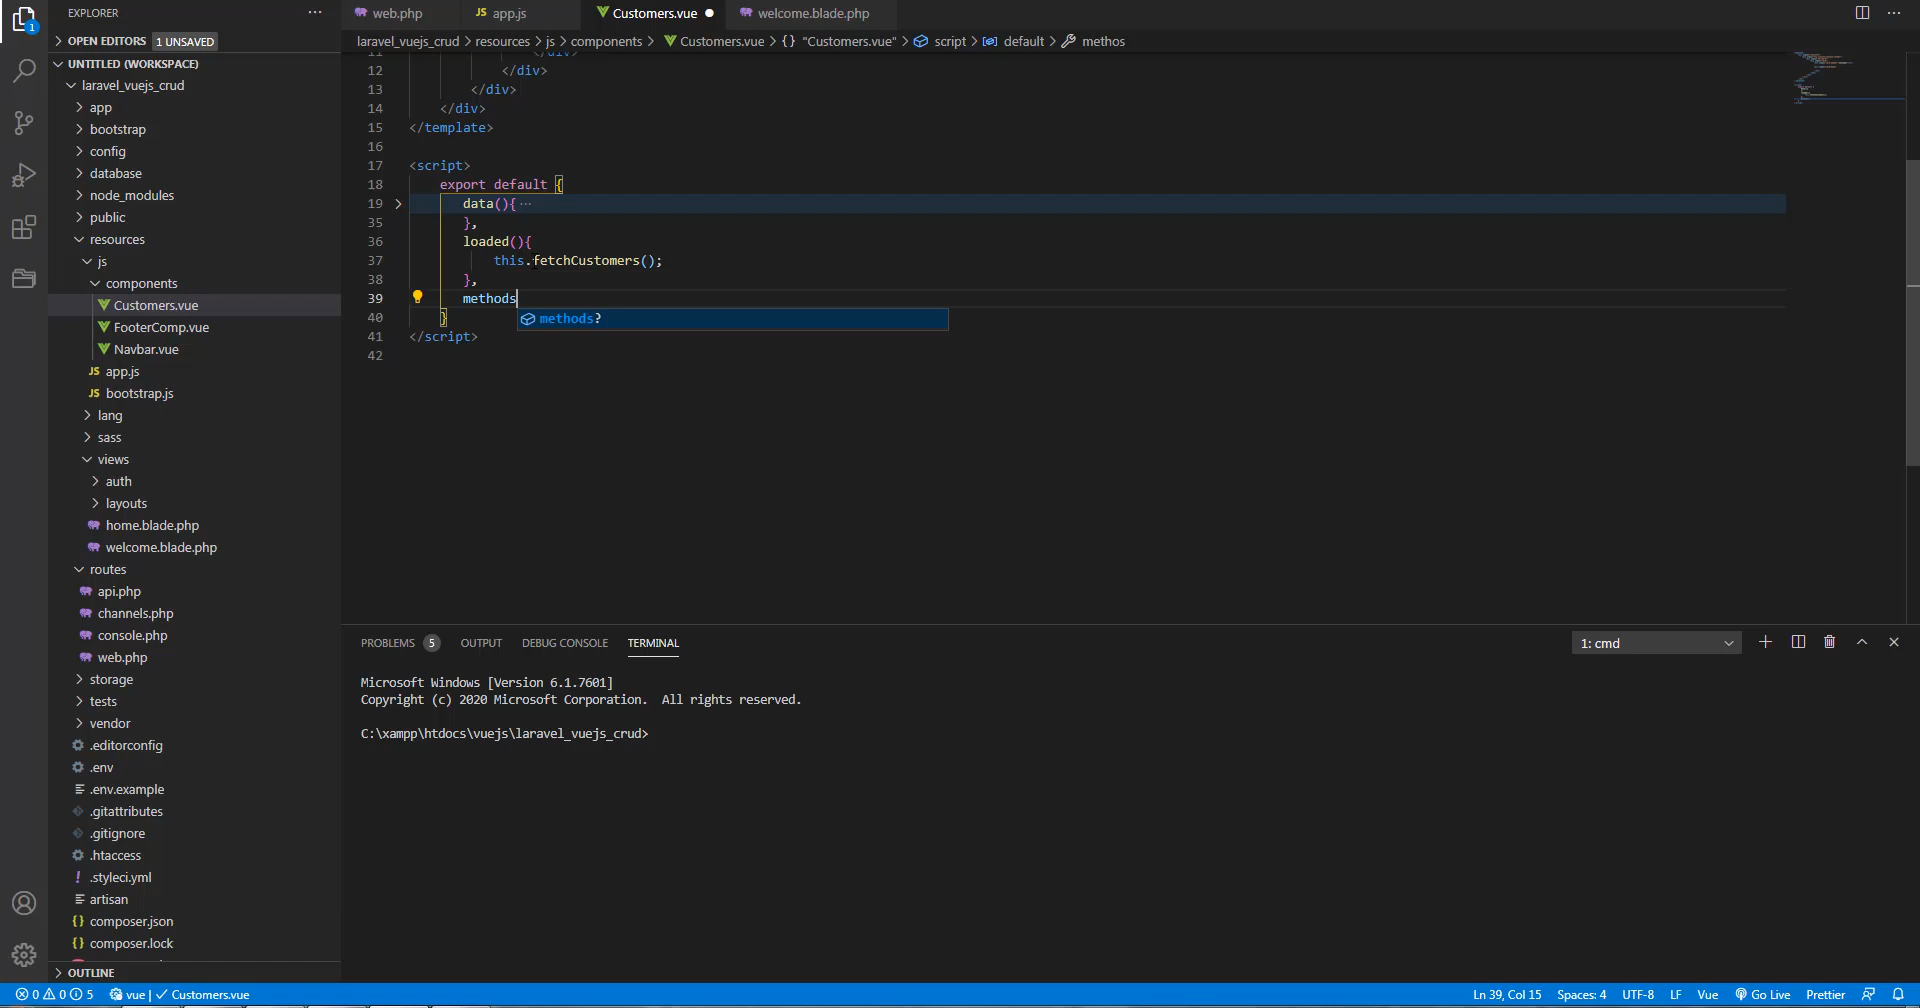 EXPLORER
OPEN EDITORS 1 UNSAVED
UNTITLED (WORKSPACE)
laravel_vuejs_crud
app
bootstrap
config
database
node_modules
public
resources
js
components
Customers.vue
FooterComp.vue
Navbar.vue
app.js
bootstrap.js
lang
sass
views
auth
layouts
home.blade.php
welcome.blade.php
routes
api.php
channels.php
console.php
web.php
storage
tests
vendor
.editorconfig
.env
.env.example
.gitattributes
.gitignore
.htaccess
.styleci.yml
artisan
composer.json
composer.lock
OUTLINE
web.php JS app.js Customers.vue welcome.blade.php
laravel_vuejs_crud > resources > js > components > Customers.vue > {} "Customers.vue" > script > default > methos
12 </div>
13 </div>
14 </div>
15 </template>
16
17 <script>
18 export default {
19 data(){ ···
35 },
36 loaded(){
37 this.fetchCustomers();
38 },
39 methods
40 }
methods?
41 </script>
42
PROBLEMS 5 OUTPUT DEBUG CONSOLE TERMINAL 1: cmd
Microsoft Windows [Version 6.1.7601]
Copyright (c) 2020 Microsoft Corporation. All rights reserved.
C:\xampp\htdocs\vuejs\laravel_vuejs_crud>
0 0 5 vue | Customers.vue Ln 39, Col 15 Spaces: 4 UTF-8 LF Vue Go Live Prettier